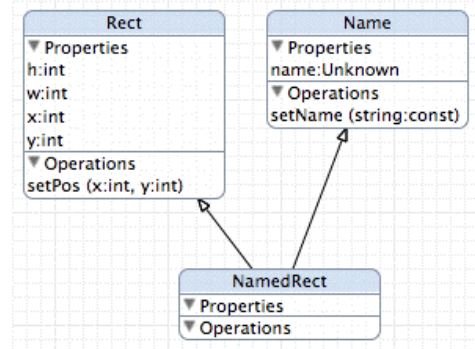 Rect
Properties
h:int
w:int
x:int
y:int
Operations
setPos (x:int, y:int)
Name
Properties
name:Unknown
Operations
setName (string:const)
NamedRect
Properties
Operations